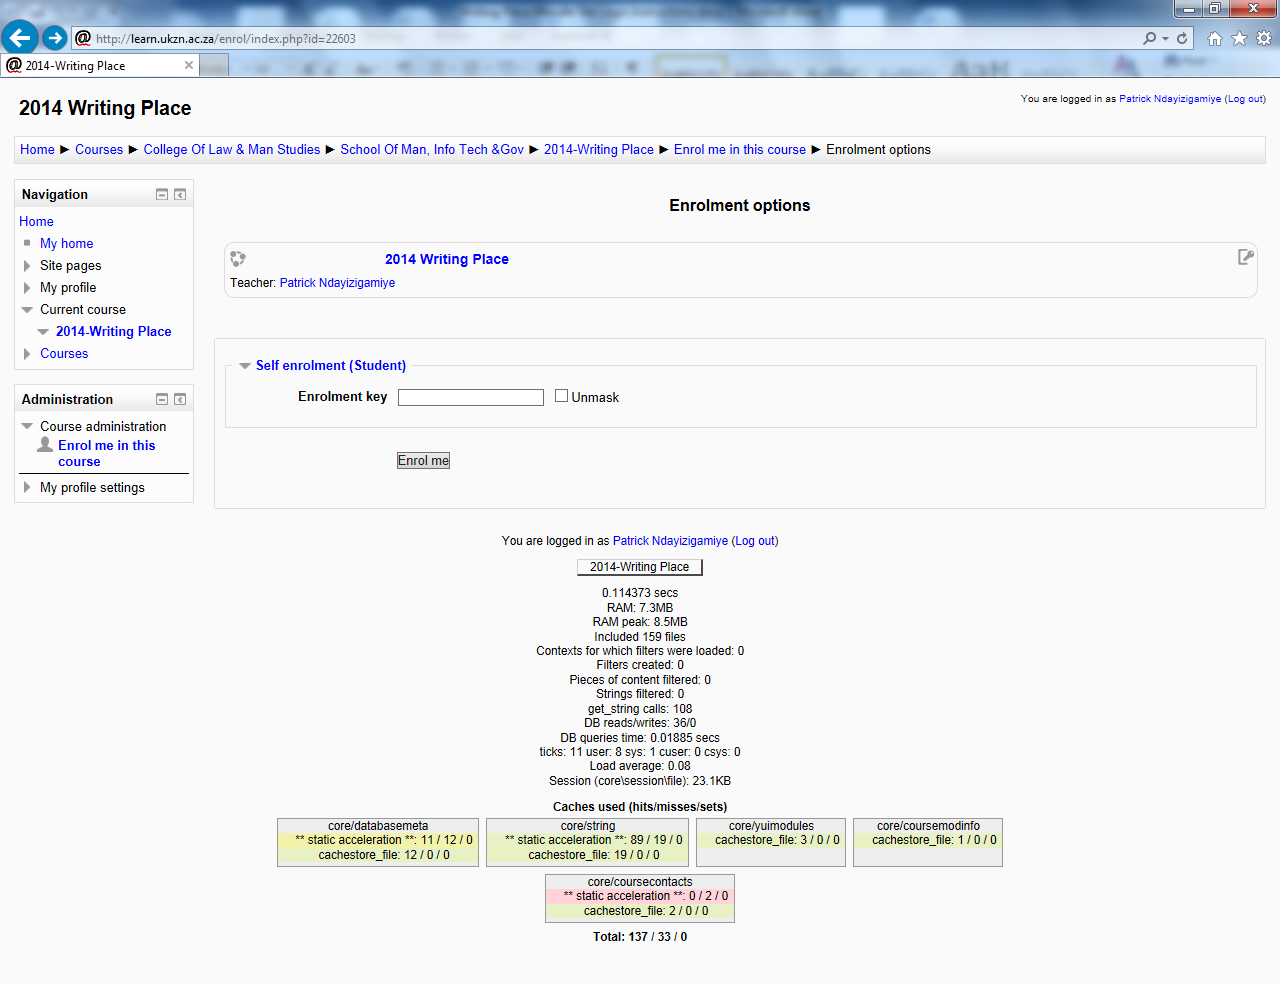 http://learn.ukzn.ac.za/enrol/index.php?id=22603
2014-Writing Place
2014 Writing Place
You are logged in as Patrick Ndayizigamiye (Log out)
Home ► Courses ► College Of Law & Man Studies ► School Of Man, Info Tech &Gov ► 2014-Writing Place ► Enrol me in this course ► Enrolment options
Navigation
Home
My home
Site pages
My profile
Current course
2014-Writing Place
Courses
Administration
Course administration
Enrol me in this
course
My profile settings
Enrolment options
2014 Writing Place
Teacher: Patrick Ndayizigamiye
Self enrolment (Student)
Enrolment key
Unmask
Enrol me
You are logged in as Patrick Ndayizigamiye (Log out)
2014-Writing Place
0.114373 secs
RAM: 7.3MB
RAM peak: 8.5MB
Included 159 files
Contexts for which filters were loaded: 0
Filters created: 0
Pieces of content filtered: 0
Strings filtered: 0
get_string calls: 108
DB reads/writes: 36/0
DB queries time: 0.01885 secs
ticks: 11 user: 8 sys: 1 cuser: 0 csys: 0
Load average: 0.08
Session (core\session\file): 23.1KB
Caches used (hits/misses/sets)
core/databasemeta
** static acceleration **: 11 / 12 / 0
cachestore_file: 12 / 0 / 0
core/string
** static acceleration **: 89 / 19 / 0
cachestore_file: 19 / 0 / 0
core/yuimodules
cachestore_file: 3 / 0 / 0
core/coursemodinfo
cachestore_file: 1 / 0 / 0
core/coursecontacts
** static acceleration **: 0 / 2 / 0
cachestore_file: 2 / 0 / 0
Total: 137 / 33 / 0